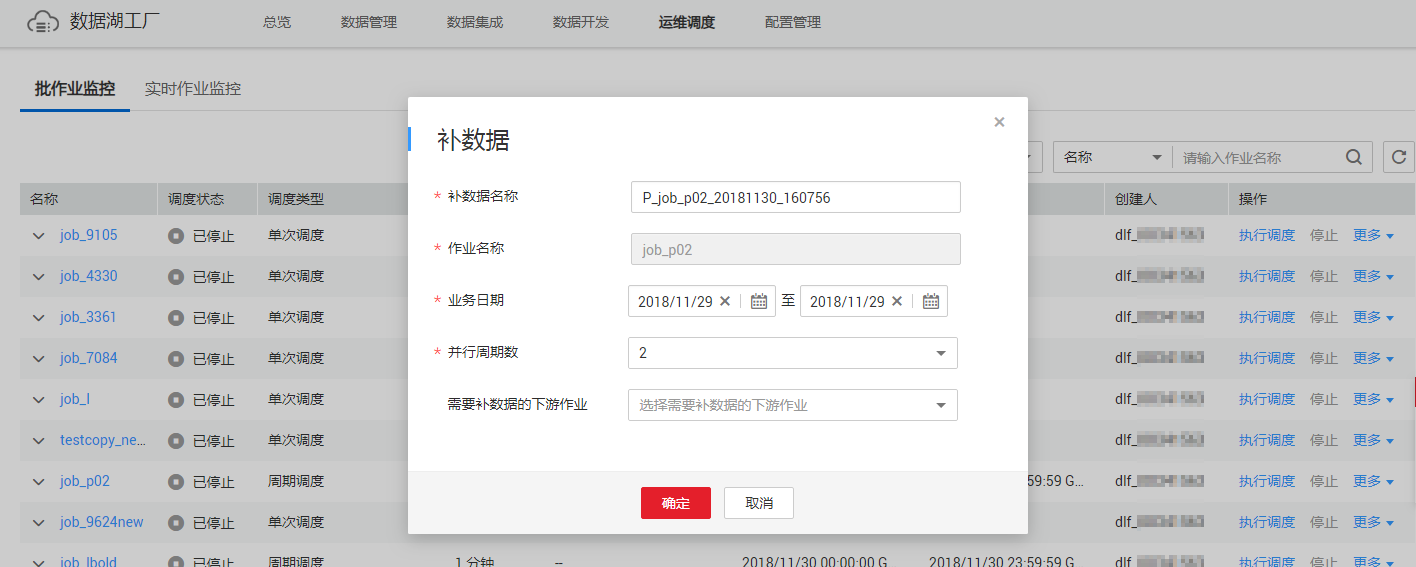 数据湖工厂 总览 数据管理 数据集成 数据开发 运维调度 配置管理
批作业监控 实时作业监控
补数据
名称 请输入作业名称
* 补数据名称 P_job_p02_20181130_160756
* 作业名称 job_p02
* 业务日期 2018/11/29 至 2018/11/29
* 并行周期数 2
需要补数据的下游作业 选择需要补数据的下游作业
确定 取消
名称 调度状态 调度类型 创建人 操作
job_9105 已停止 单次调度 dlf_ 执行调度 停止 更多
job_4330 已停止 单次调度 dlf_ 执行调度 停止 更多
job_3361 已停止 单次调度 dlf_ 执行调度 停止 更多
job_7084 已停止 单次调度 dlf_ 执行调度 停止 更多
job_l 已停止 单次调度 dlf_ 执行调度 停止 更多
testcopy_ne... 已停止 单次调度 dlf_ 执行调度 停止 更多
job_p02 已停止 周期调度 59:59 G... dlf_ 执行调度 停止 更多
job_9624new 已停止 单次调度 dlf_ 执行调度 停止 更多
job_lbold 已停止 周期调度 1 分钟 -- 2018/11/30 00:00:00 G 2018/11/30 23:59:59 G dlf_ 执行调度 停止 更多